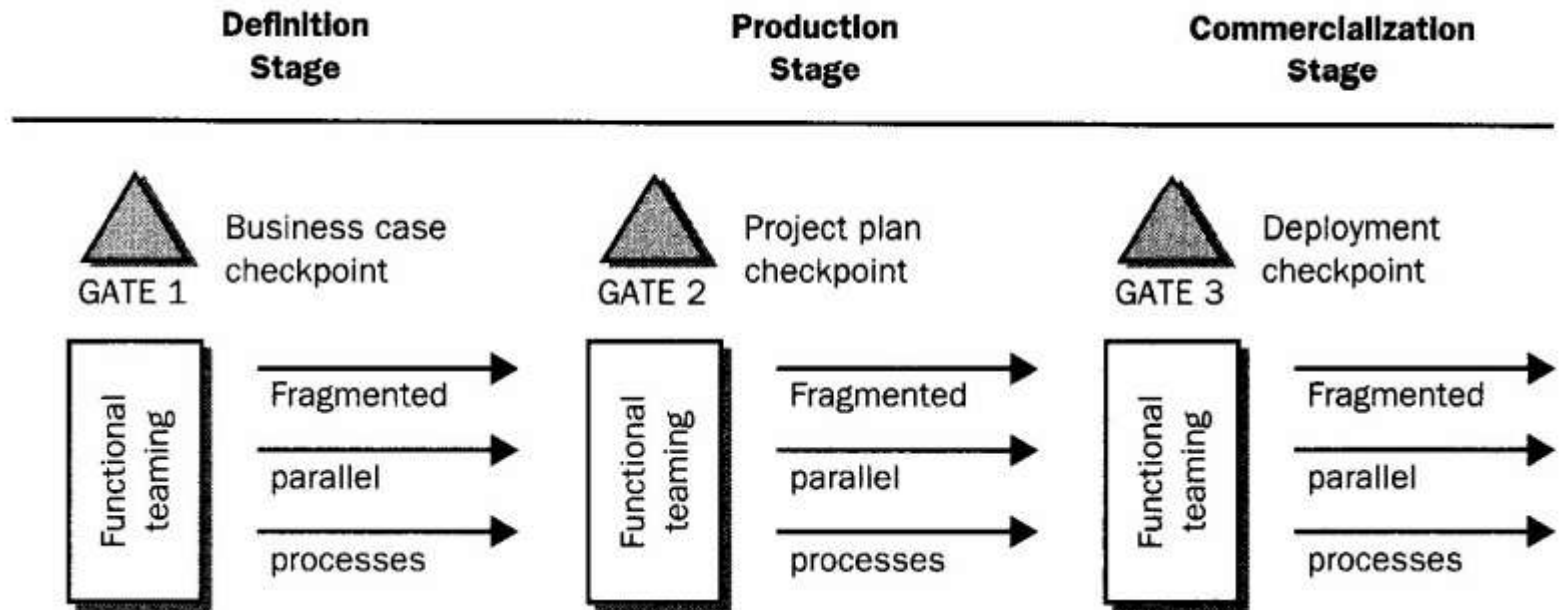 Definition
Stage
Production
Stage
Commercialization
Stage
Business case
checkpoint
GATE 1
Project plan
checkpoint
GATE 2
Deployment
checkpoint
GATE 3
Functional
teaming
Fragmented
parallel
processes
Functional
teaming
Fragmented
parallel
processes
Functional
teaming
Fragmented
parallel
processes